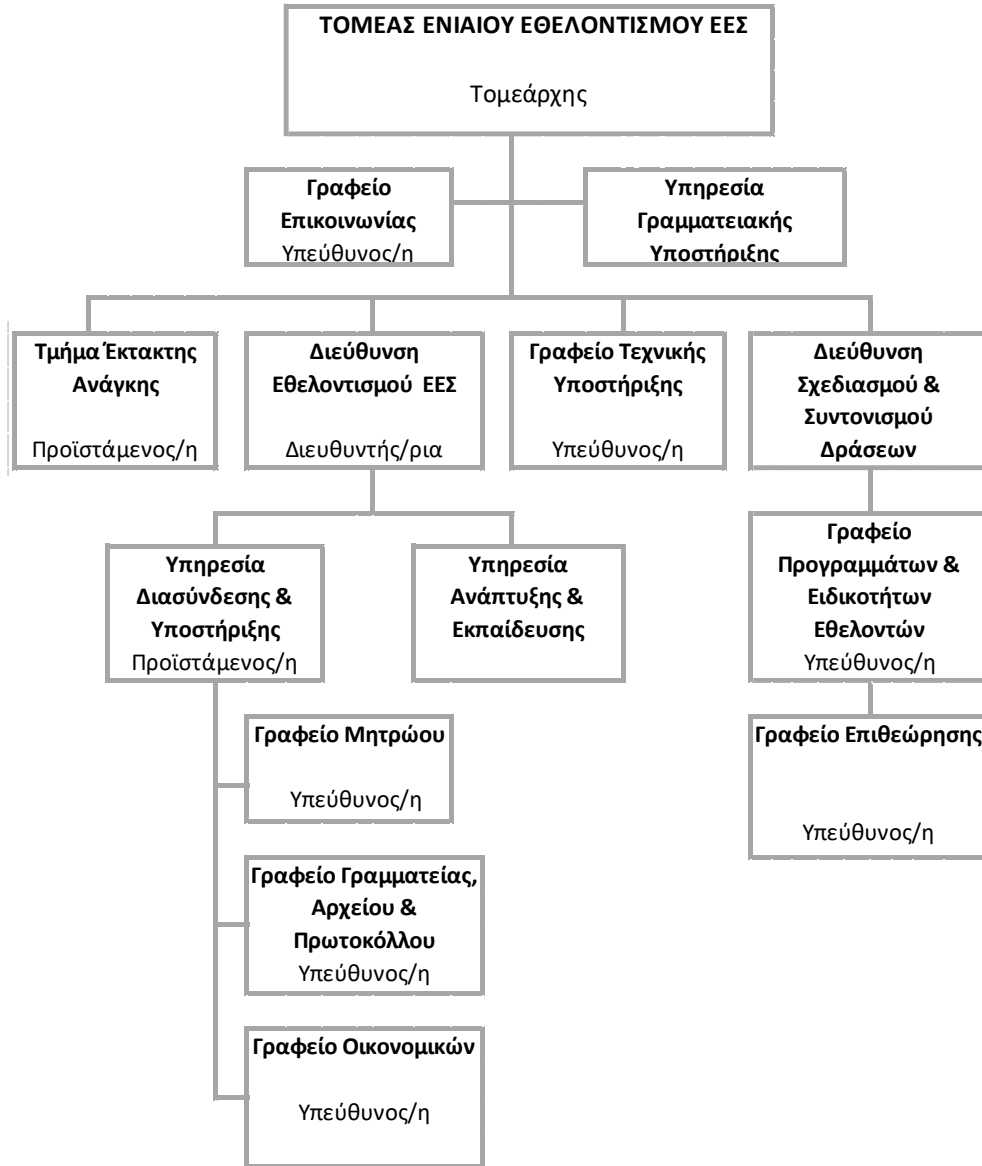 ΤΟΜΕΑΣ ΕΝΙΑΙΟΥ ΕΘΕΛΟΝΤΙΣΜΟΥ ΕΕΣ
Τομεάρχης
Γραφείο
Επικοινωνίας
Υπεύθυνος/η
Υπηρεσία
Γραμματειακής
Υποστήριξης
Τμήμα Έκτακτης
Ανάγκης
Προϊστάμενος/η
Διεύθυνση
Εθελοντισμού ΕΕΣ
Διευθυντής/ρια
Γραφείο Τεχνικής
Υποστήριξης
Υπεύθυνος/η
Διεύθυνση
Σχεδιασμού &
Συντονισμού
Δράσεων
Υπηρεσία
Διασύνδεσης &
Υποστήριξης
Προϊστάμενος/η
Υπηρεσία
Ανάπτυξης &
Εκπαίδευσης
Γραφείο
Προγραμμάτων &
Ειδικοτήτων
Εθελοντών
Υπεύθυνος/η
Γραφείο Μητρώου
Υπεύθυνος/η
Γραφείο Επιθεώρησης
Υπεύθυνος/η
Γραφείο Γραμματείας,
Αρχείου &
Πρωτοκόλλου
Υπεύθυνος/η
Γραφείο Οικονομικών
Υπεύθυνος/η